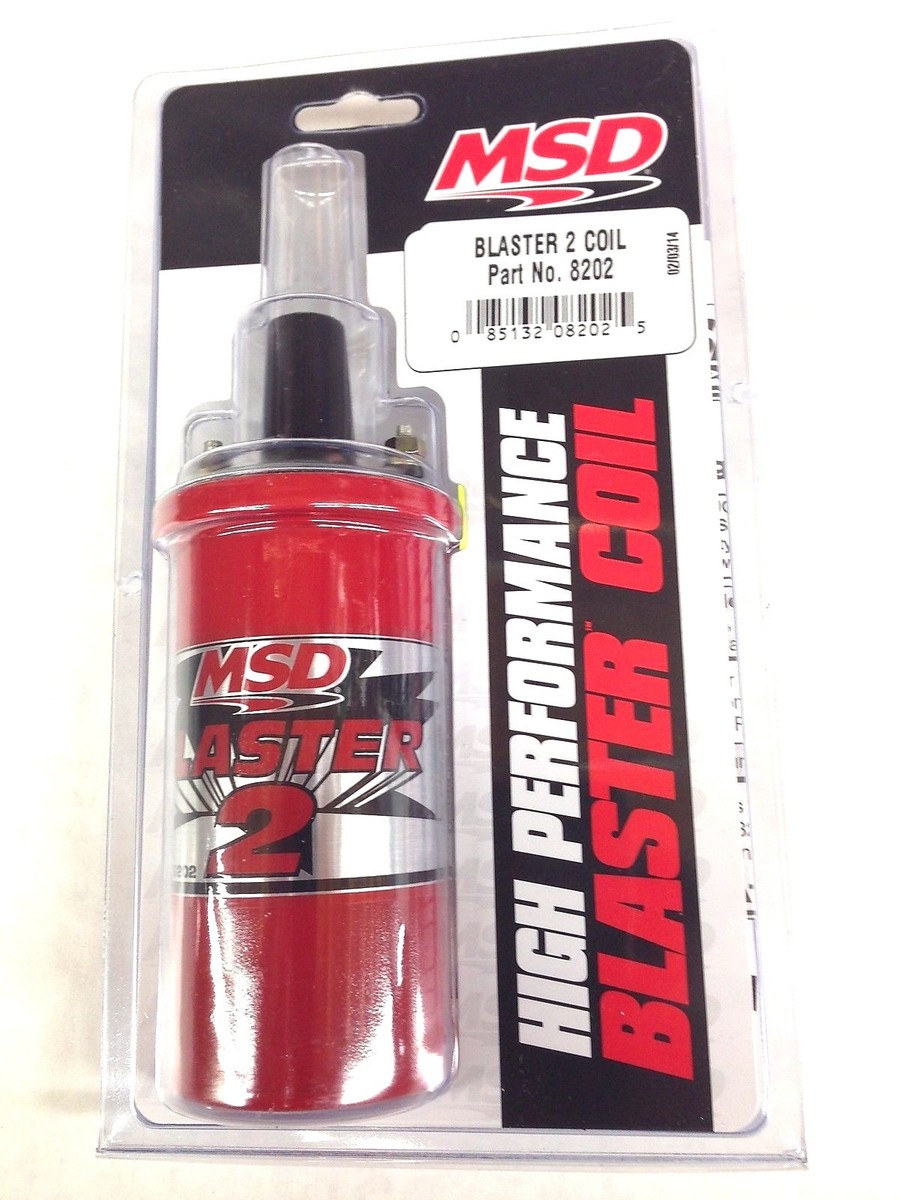 MSD
BLASTER 2 COIL
Part No. 8202
02/03/14
0 85132 08202 5
HIGH PERFORMANCE
BLASTER™ COIL
MSD
LASTER
2